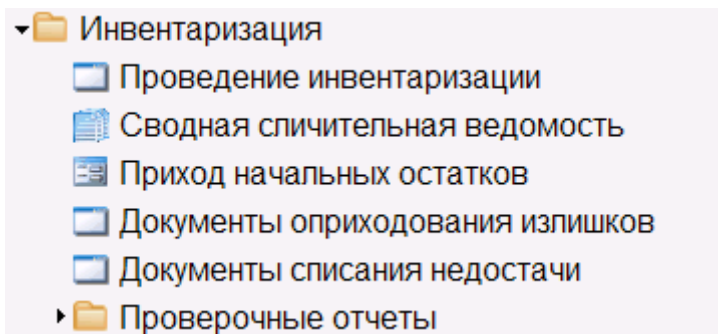 Инвентаризация
Проведение инвентаризации
Сводная сличительная ведомость
Приход начальных остатков
Документы оприходования излишков
Документы списания недостачи
Проверочные отчеты